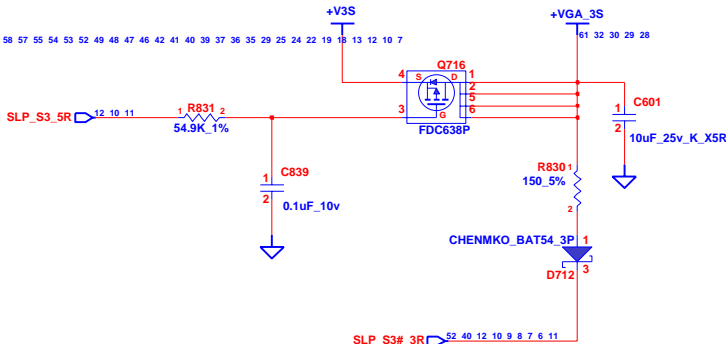 +V3S
+VGA_3S
58 57 55 54 53 52 49 48 47 46 42 41 40 39 37 36 35 29 25 24 22 19 18 13 12 10 7
61 32 30 29 28
Q716
4 S D 1
2
5
3 G 6
FDC638P
SLP_S3_5R 12 10 11
1 R831 2
54.9K_1%
C601
1
2
10uF_25v_K_X5R
C839
1
2
0.1uF_10v
R830 1
150_5%
2
CHENMKO_BAT54_3P 1
D712 3
SLP_S3#_3R 52 40 12 10 9 8 7 6 11